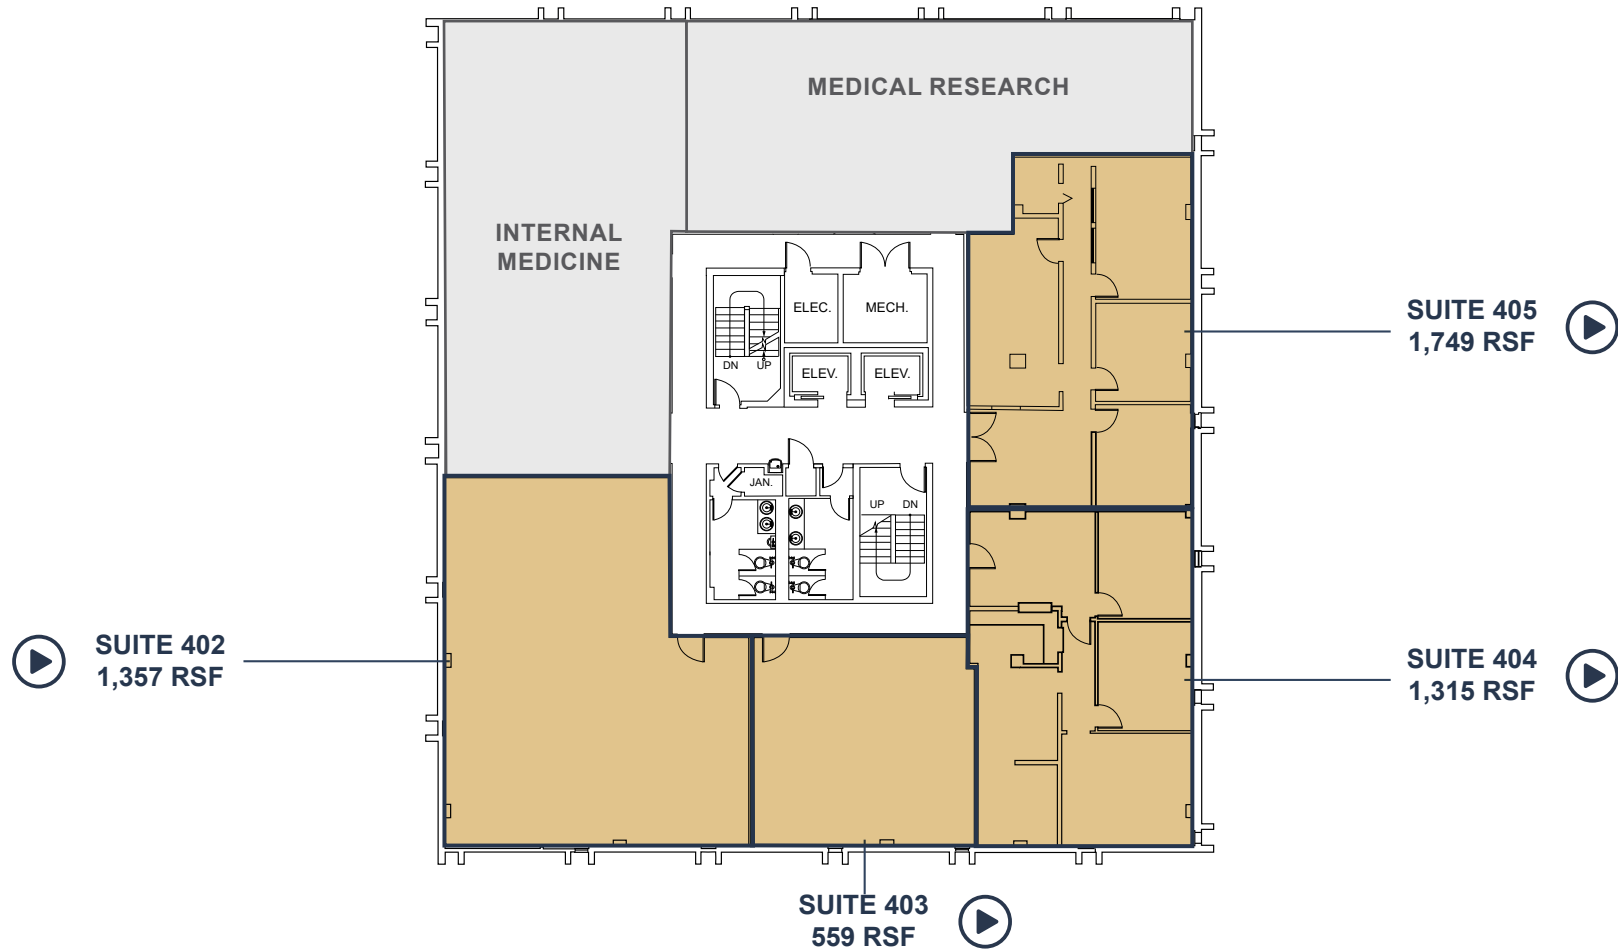 MEDICAL RESEARCH
INTERNAL
MEDICINE
ELEC.
MECH.
DN
UP
ELEV.
ELEV.
SUITE 405
1,749 RSF
JAN.
UP
DN
SUITE 402
1,357 RSF
SUITE 404
1,315 RSF
SUITE 403
559 RSF